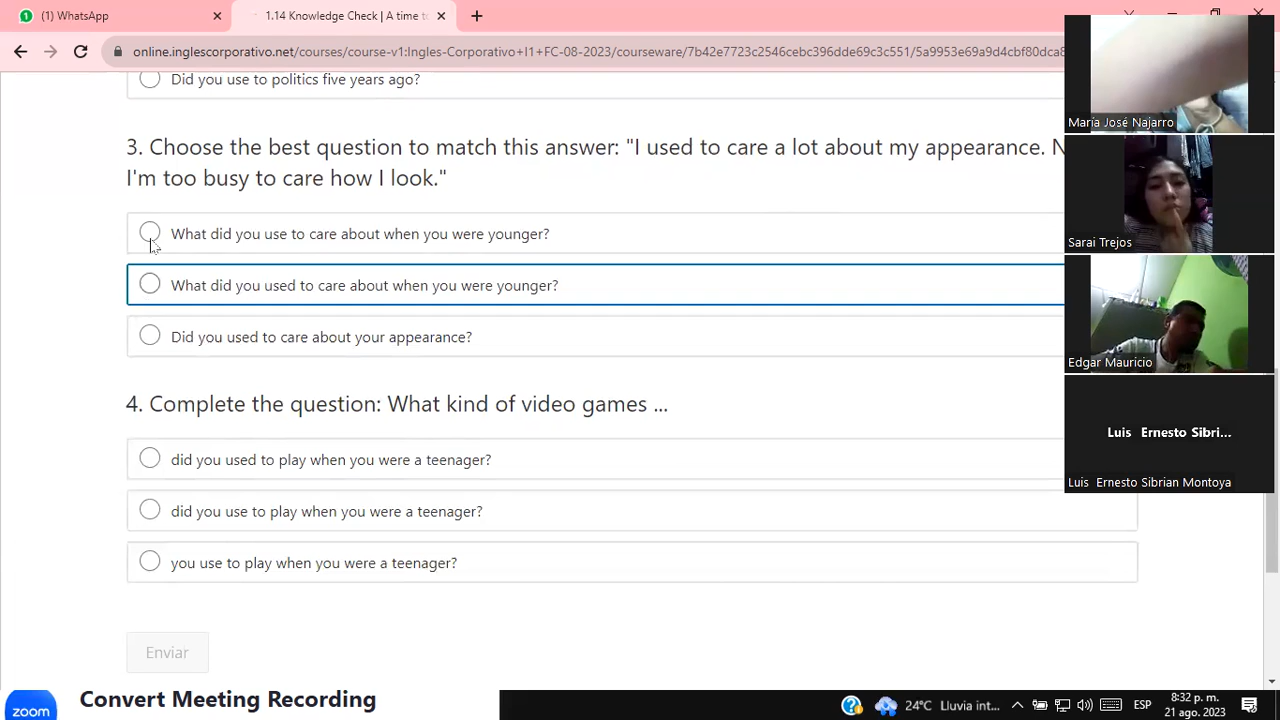 (1) WhatsApp
1.14 Knowledge Check | A time to
online.inglescorporativo.net/courses/course-v1:Ingles-Corporativo+I1+FC-08-2023/courseware/7b42e7723c2546cebc396dde69c3c551/5a9953e69a9d4cbf80dca8
Did you use to politics five years ago?
3. Choose the best question to match this answer: "I used to care a lot about my appearance.
I'm too busy to care how I look."
What did you use to care about when you were younger?
What did you used to care about when you were younger?
Did you used to care about your appearance?
4. Complete the question: What kind of video games ...
did you used to play when you were a teenager?
did you use to play when you were a teenager?
you use to play when you were a teenager?
Enviar
María José Najarro
Sarai Trejos
Edgar Mauricio
Luis Ernesto Sibri...
Luis Ernesto Sibrian Montoya
zoom
Convert Meeting Recording
24°C Lluvia int...
ESP
8:32 p. m.
21 ago. 2023